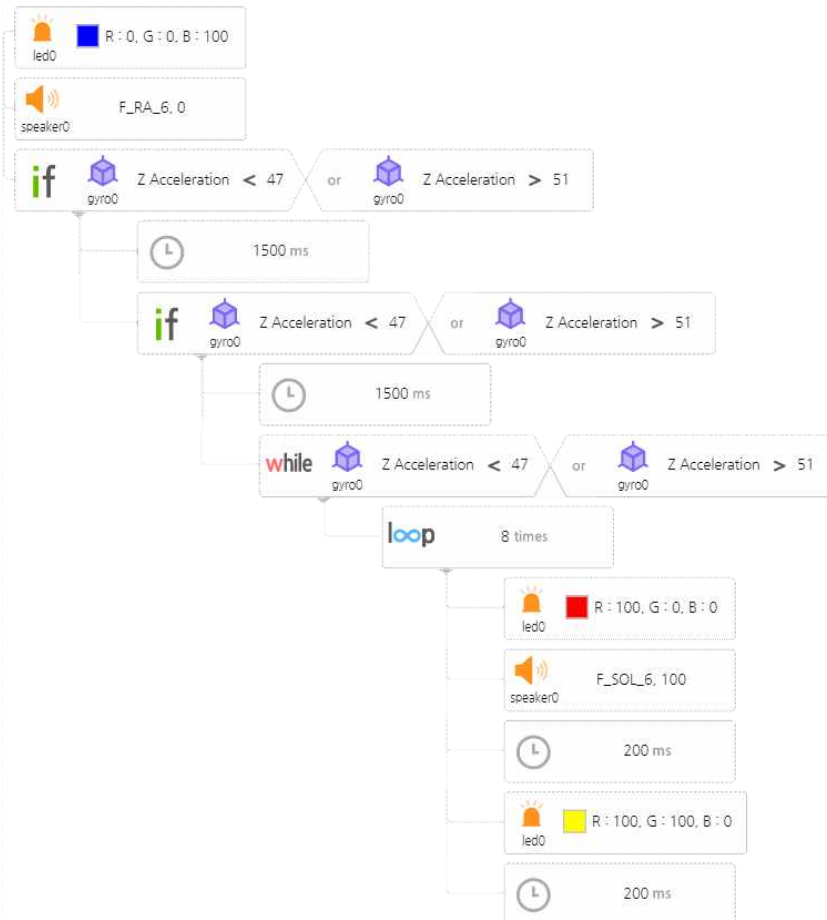 R : 0, G : 0, B : 100
led0
F_RA_6, 0
speaker0
if Z Acceleration < 47 or Z Acceleration > 51
gyro0 gyro0
1500 ms
if Z Acceleration < 47 or Z Acceleration > 51
gyro0 gyro0
1500 ms
while Z Acceleration < 47 or Z Acceleration > 51
gyro0 gyro0
loop 8 times
R : 100, G : 0, B : 0
led0
F_SOL_6, 100
speaker0
200 ms
R : 100, G : 100, B : 0
led0
200 ms